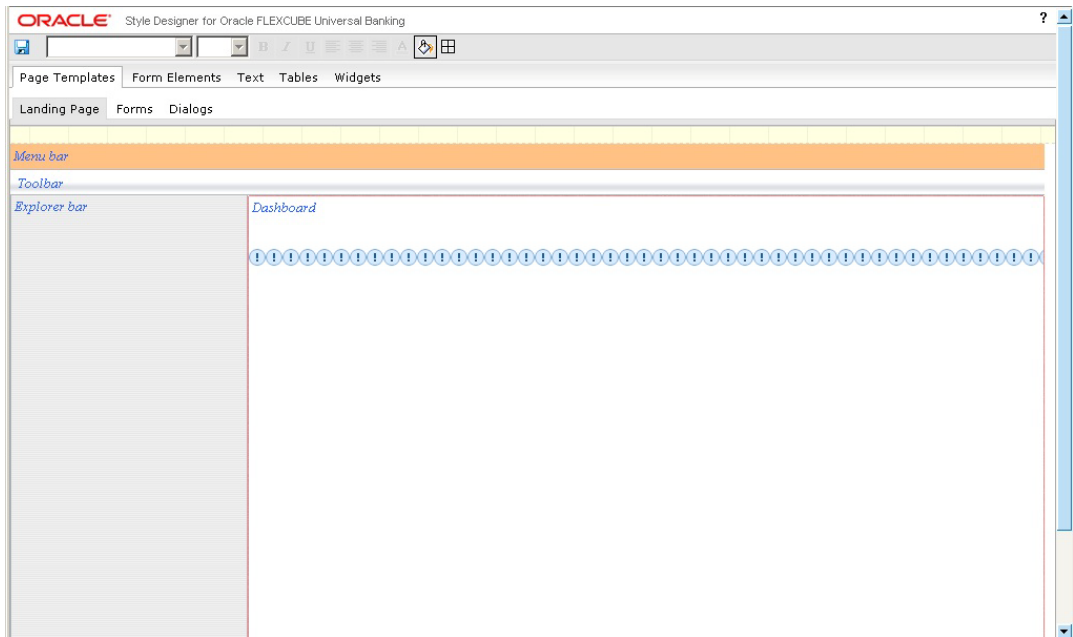 ORACLE Style Designer for Oracle FLEXCUBE Universal Banking ?
B I U A
Page Templates Form Elements Text Tables Widgets
Landing Page Forms Dialogs
Menu bar
Toolbar
Explorer bar Dashboard